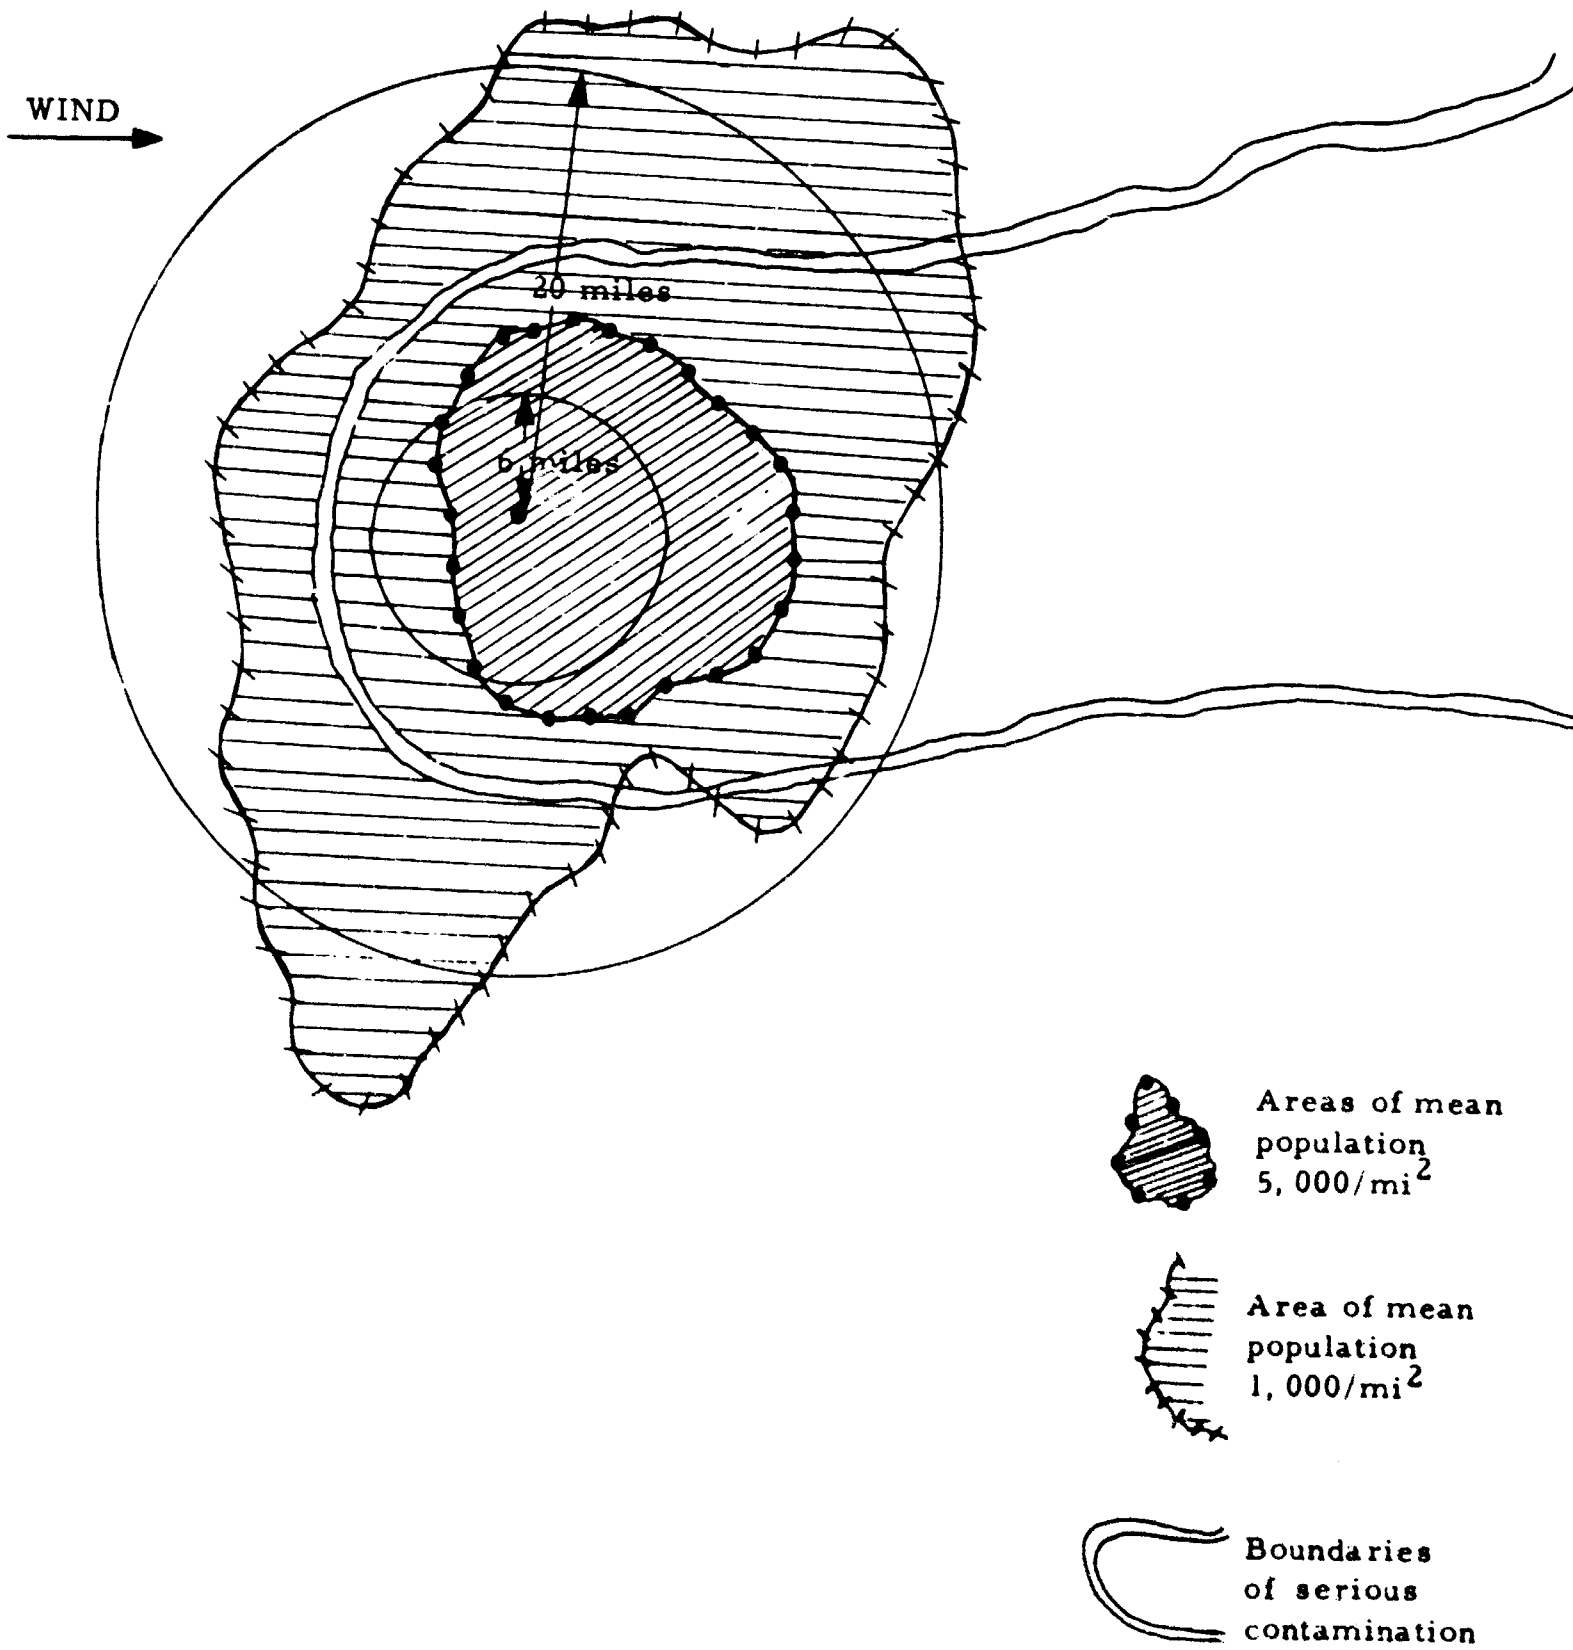 WIND
20 miles
6 miles
Areas of mean
population
5,000/mi²
Area of mean
population
1,000/mi²
Boundaries
of serious
contamination